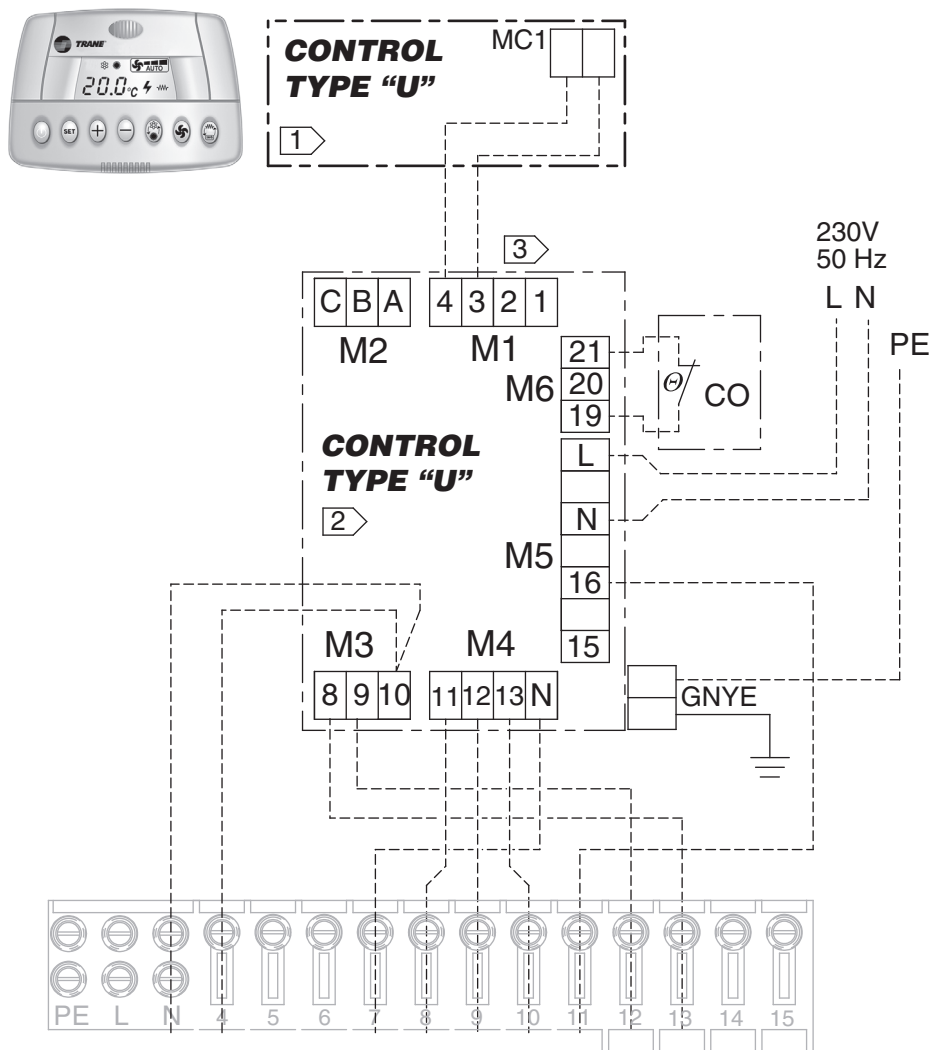 TRANE
AUTO
20.0°C
SET
CONTROL
TYPE “U”
MC1
1
3
230V
50 Hz
L N
PE
C B A
4 3 2 1
M2
M1
21
20
19
M6
Θ
CO
CONTROL
TYPE “U”
2
L
N
M5
16
15
M3
M4
8 9 10
11 12 13 N
GNYE
PE L N 4 5 6 7 8 9 10 11 12 13 14 15